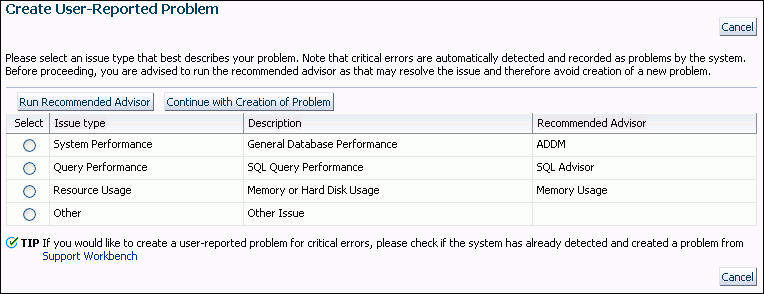 Create User-Reported Problem
Cancel
Please select an issue type that best describes your problem. Note that critical errors are automatically detected and recorded as problems by the system.
Before proceeding, you are advised to run the recommended advisor as that may resolve the issue and therefore avoid creation of a new problem.
Run Recommended Advisor Continue with Creation of Problem
Select Issue type Description Recommended Advisor
System Performance General Database Performance ADDM
Query Performance SQL Query Performance SQL Advisor
Resource Usage Memory or Hard Disk Usage Memory Usage
Other Other Issue
TIP If you would like to create a user-reported problem for critical errors, please check if the system has already detected and created a problem from
Support Workbench
Cancel